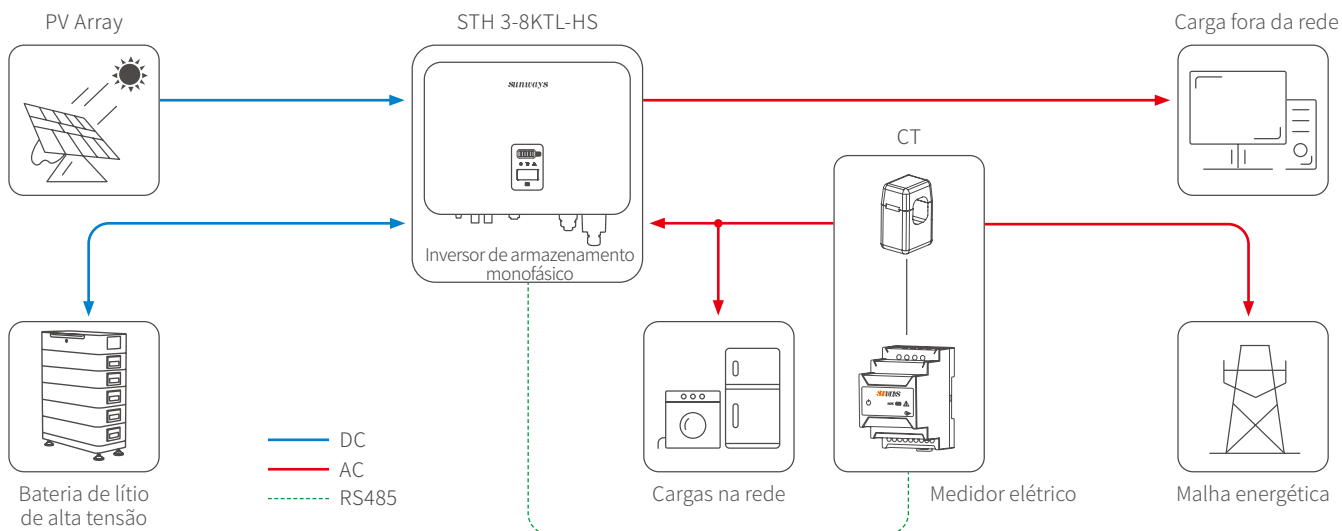 PV Array
STH 3-8KTL-HS
Carga fora da rede
sunways
CT
Inversor de armazenamento
monofásico
DC
AC
RS485
Bateria de lítio
de alta tensão
Cargas na rede
Medidor elétrico
Malha energética